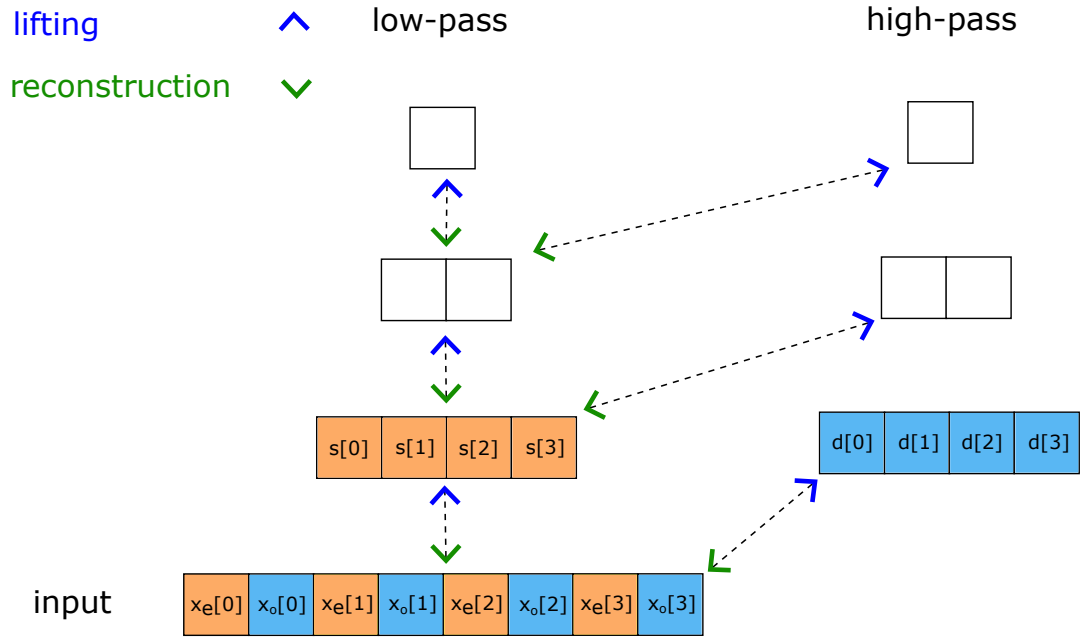 lifting low-pass high-pass
reconstruction
s[0] s[1] s[2] s[3] d[0] d[1] d[2] d[3]
input xe[0] xₒ[0] xe[1] xₒ[1] xe[2] xₒ[2] xe[3] xₒ[3]